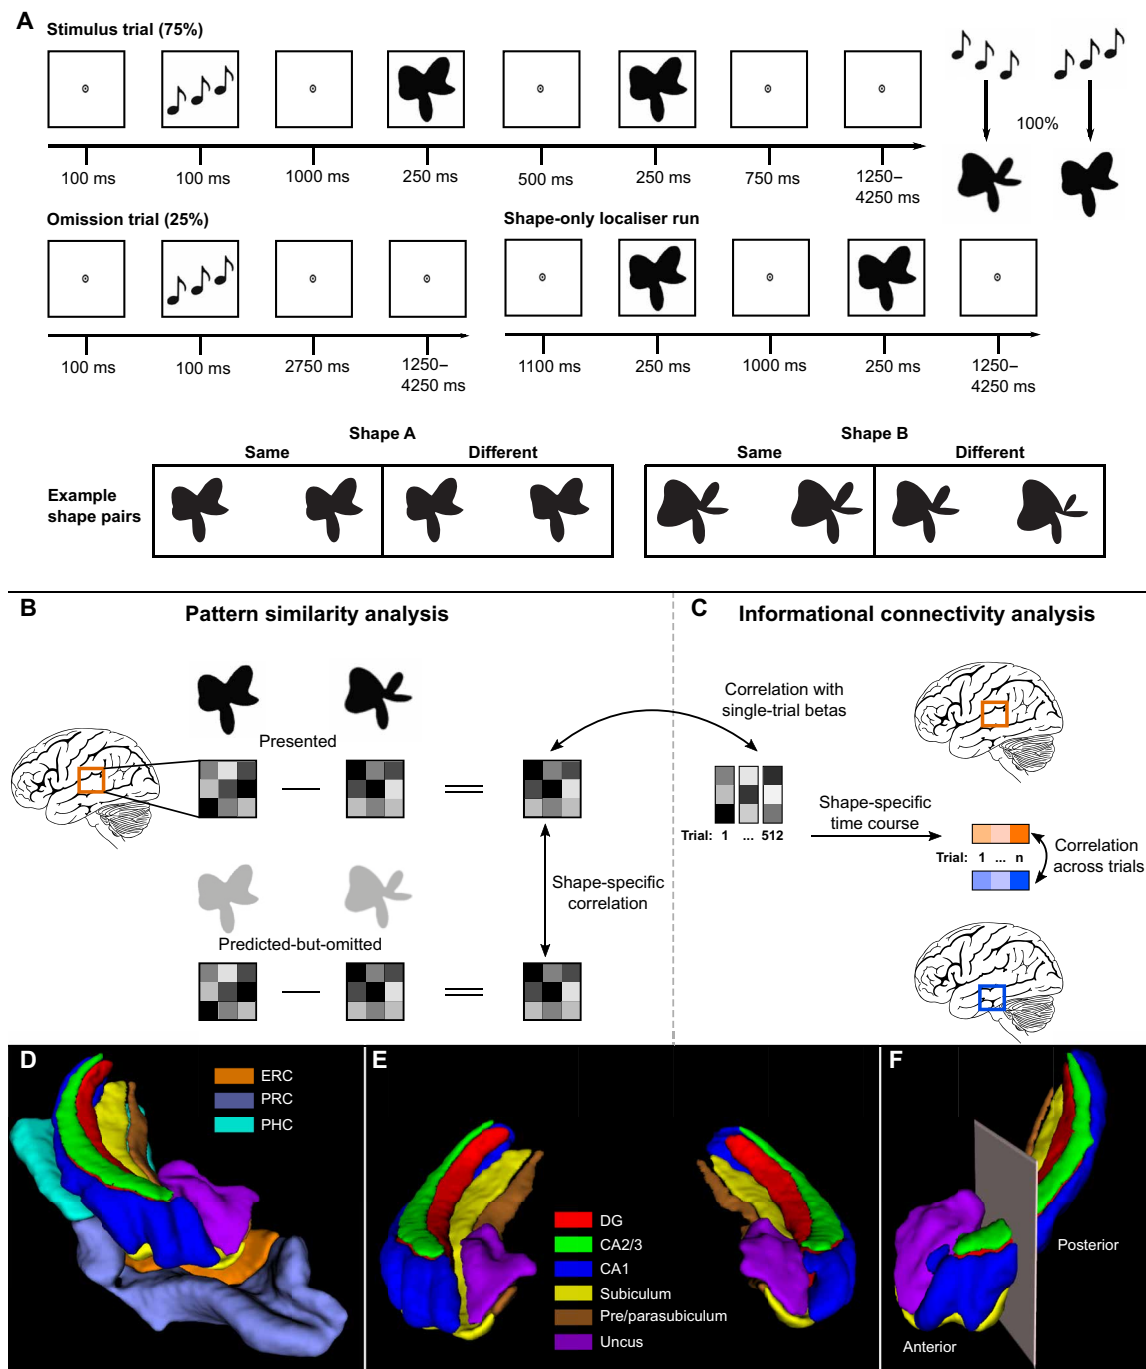 A
Stimulus trial (75%)
100 ms 100 ms 1000 ms 250 ms 500 ms 250 ms 750 ms 1250–
4250 ms
100%
Omission trial (25%)
100 ms 100 ms 2750 ms 1250–
4250 ms
Shape-only localiser run
1100 ms 250 ms 1000 ms 250 ms 1250–
4250 ms
Shape A
Same Different
Shape B
Same Different
Example
shape pairs
B
Pattern similarity analysis
Presented
Shape-specific
correlation
Predicted-but-omitted
C
Informational connectivity analysis
Correlation with
single-trial betas
Trial: 1 ... 512
Shape-specific
time course
Trial: 1 ... n
Correlation
across trials
D
ERC
PRC
PHC
E
DG
CA2/3
CA1
Subiculum
Pre/parasubiculum
Uncus
F
Posterior
Anterior